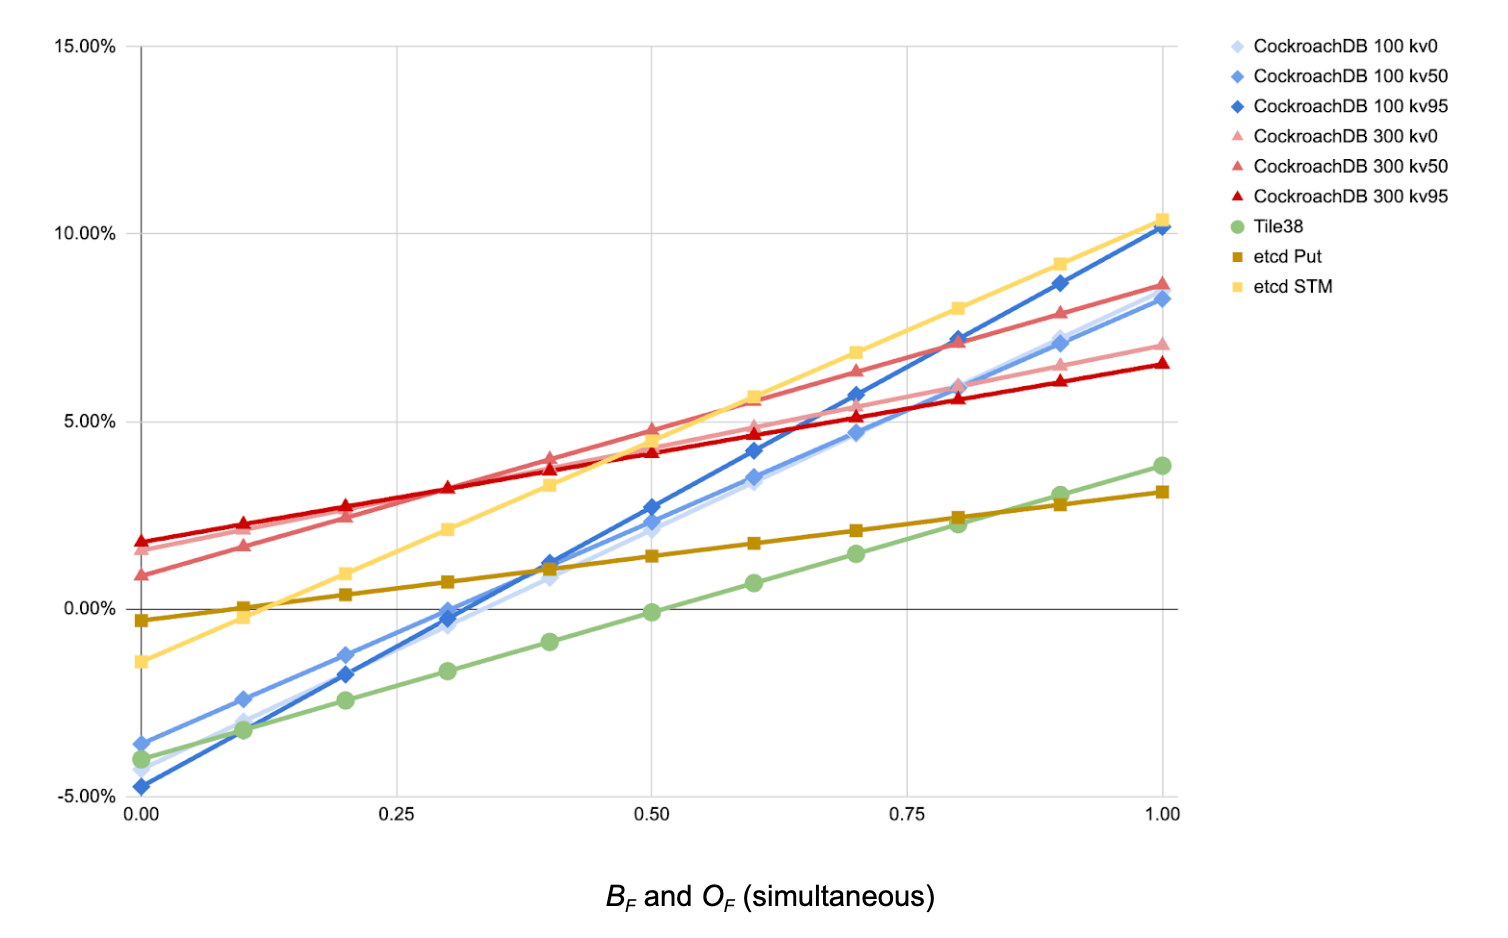 15.00%
10.00%
5.00%
0.00%
-5.00%
0.00
0.25
0.50
0.75
1.00
CockroachDB 100 kv0
CockroachDB 100 kv50
CockroachDB 100 kv95
CockroachDB 300 kv0
CockroachDB 300 kv50
CockroachDB 300 kv95
Tile38
etcd Put
etcd STM
BF and OF (simultaneous)